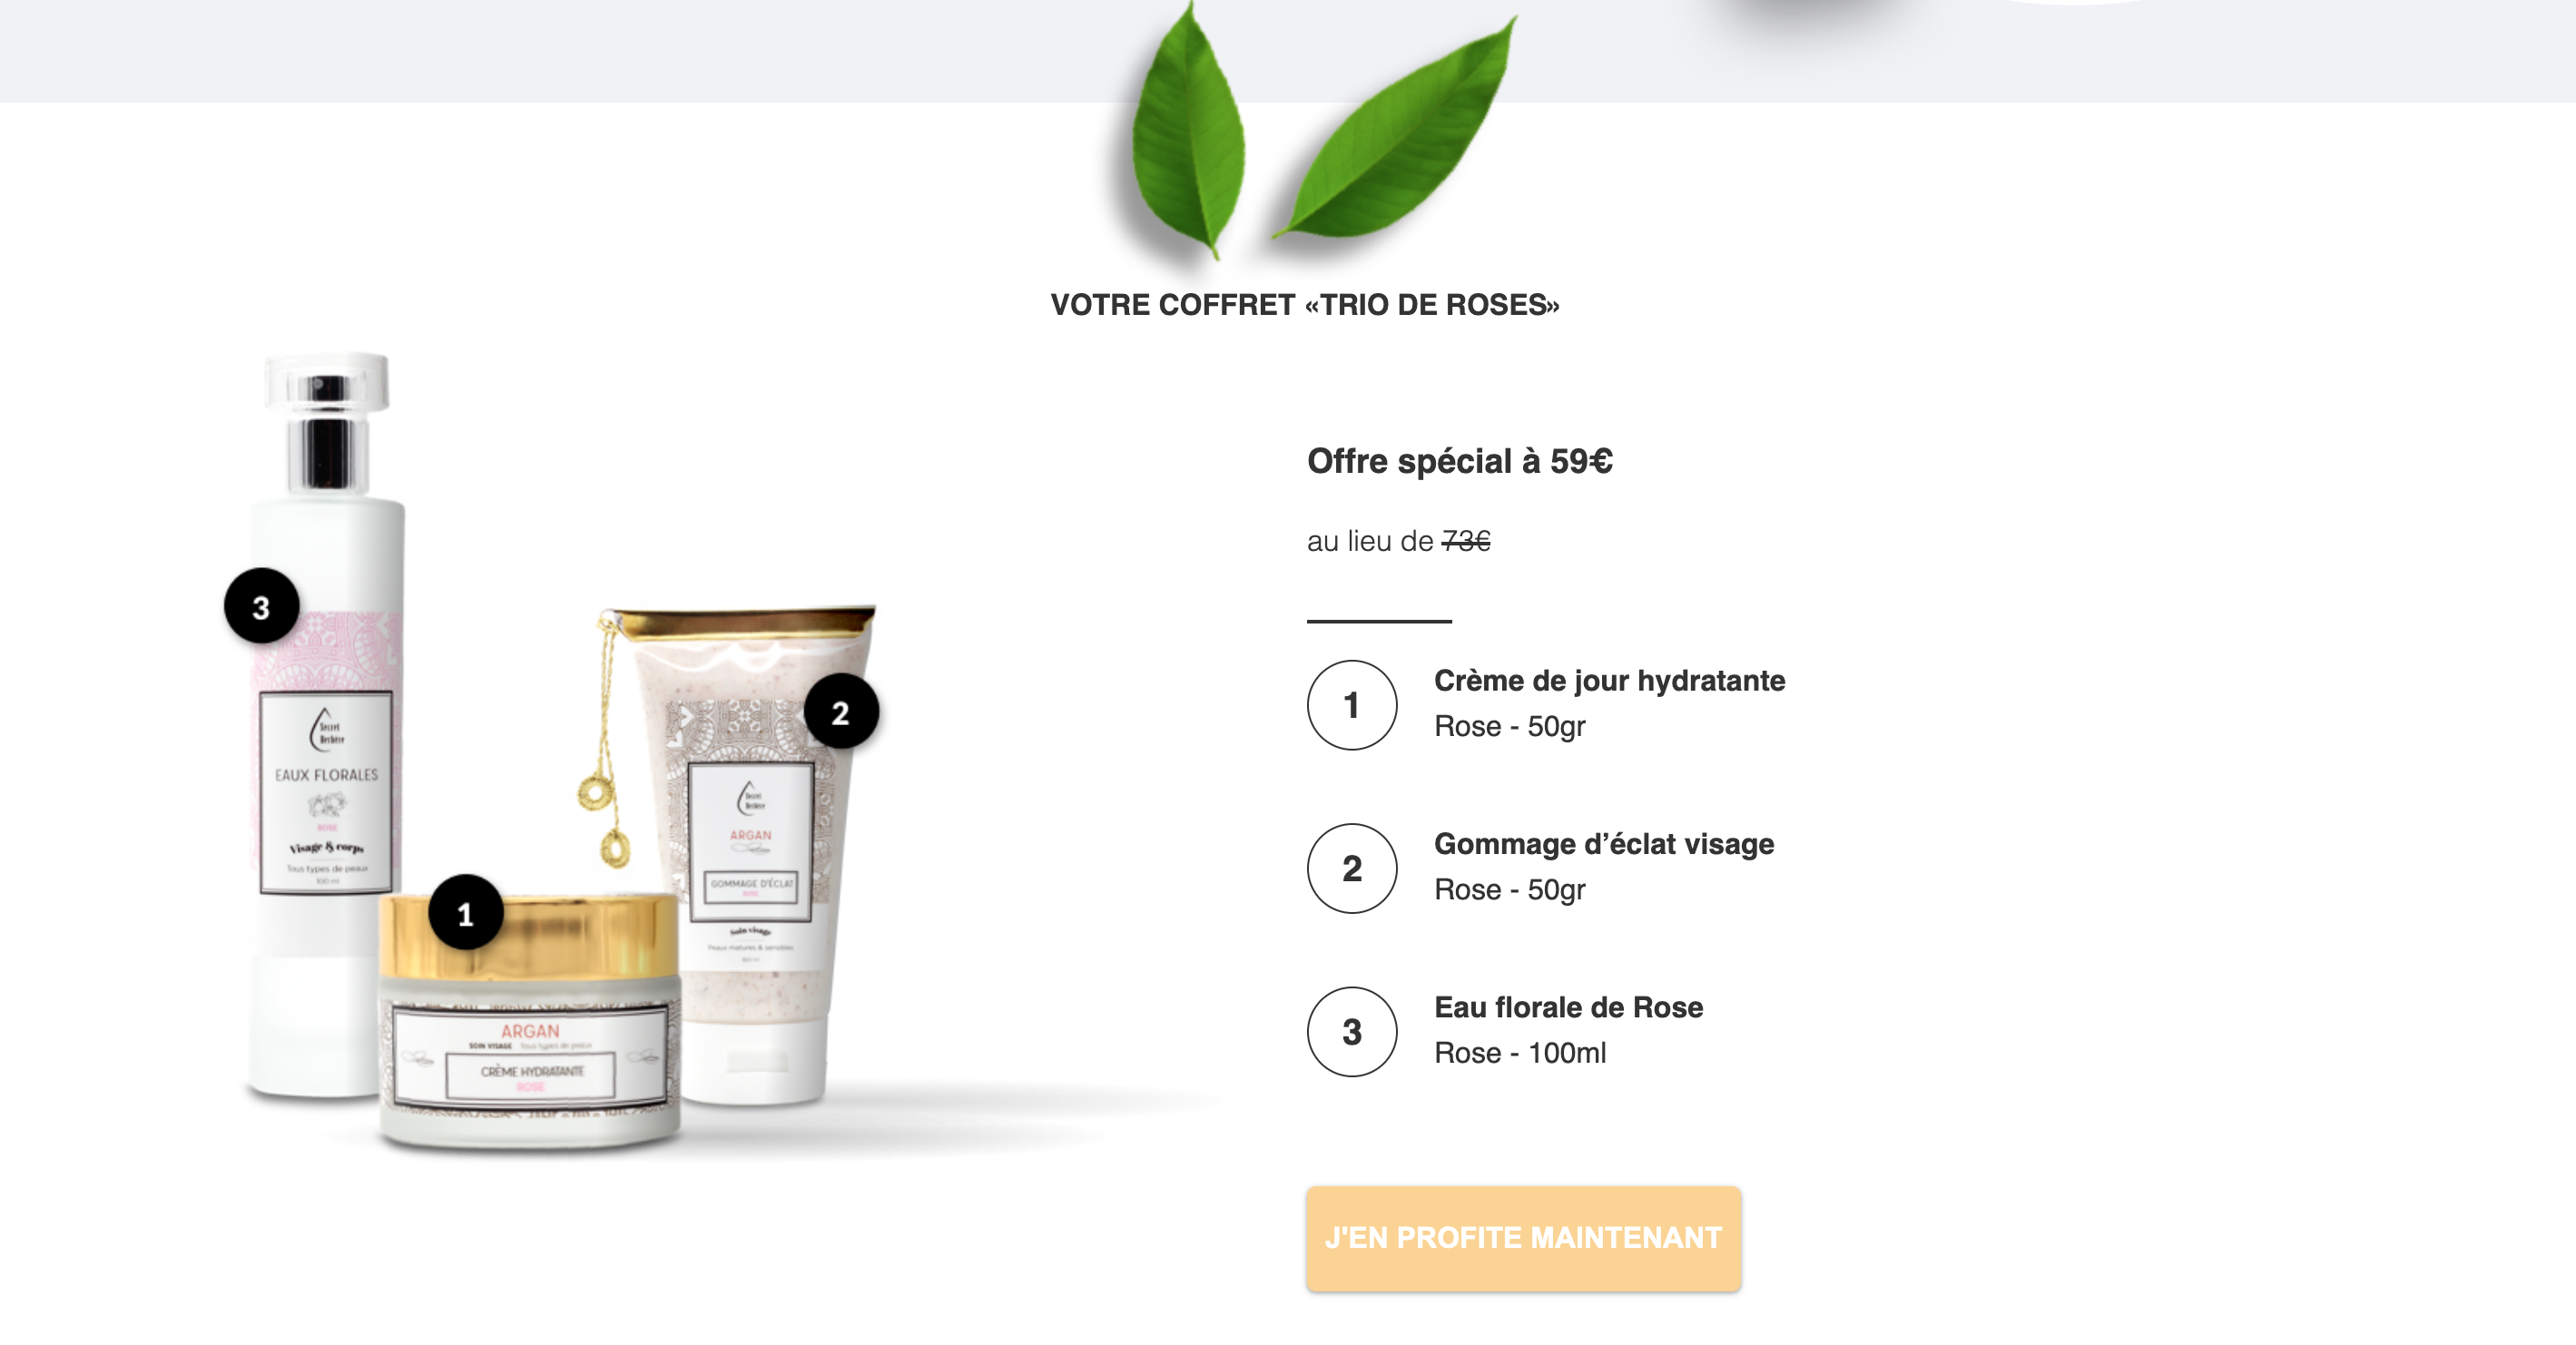 VOTRE COFFRET «TRIO DE ROSES»
Offre spécial à 59€
au lieu de 73€
1
Crème de jour hydratante
Rose - 50gr
2
Gommage d’éclat visage
Rose - 50gr
3
Eau florale de Rose
Rose - 100ml
J'EN PROFITE MAINTENANT
3
Secret
Berbère
EAUX FLORALES
ROSE
Visage & corps
Tous types de peaux
100 ml
2
Secret
Berbère
ARGAN
GOMMAGE D'ÉCLAT
ROSE
Soin visage
Peaux matures & sensibles
1
ARGAN
SOIN VISAGE Tous types de peaux
CRÈME HYDRATANTE
ROSE